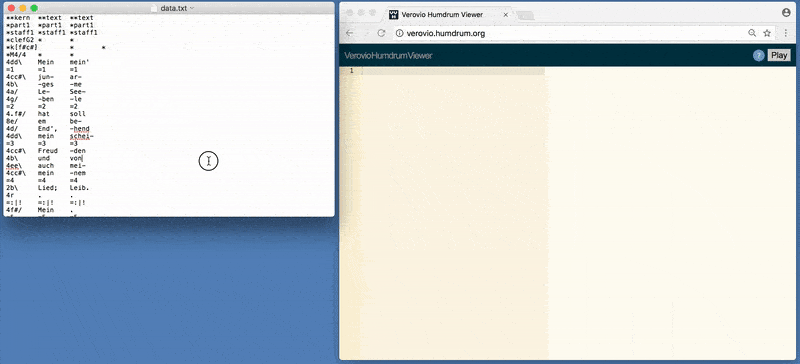 data.txt
**kern **text **text
*part1 *part1 *part1
*staff1 *staff1 *staff1
*clefG2 * *
*k[f#c#] * *
*M4/4 * *
4dd\ Mein mein'
=1 =1 =1
4cc#\ jun- ar-
4b\ -ges -me
4a/ Le- See-
4g/ -ben -le
=2 =2 =2
4.f#/ hat soll
8e/ em be-
4d/ End', -hend
4dd\ mein schei-
=3 =3 =3
4cc#\ Freud -den
4b\ und von
4ee\ auch mei-
4cc#\ mein -nem
=4 =4 =4
2b\ Lied; Leib.
4r . .
=:|! =:|! =:|!
4f#/ Mein .
Verovio Humdrum Viewer
verovio.humdrum.org
VerovioHumdrumViewer
? Play
1